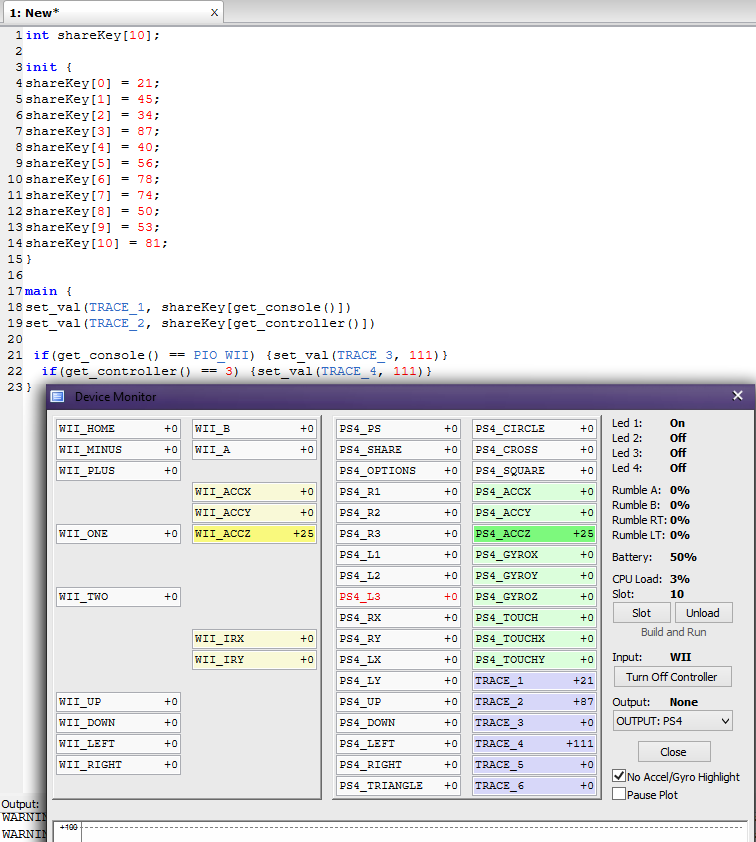 1: New* x
1 int shareKey[10];
2
3 init {
4 shareKey[0] = 21;
5 shareKey[1] = 45;
6 shareKey[2] = 34;
7 shareKey[3] = 87;
8 shareKey[4] = 40;
9 shareKey[5] = 56;
10 shareKey[6] = 78;
11 shareKey[7] = 74;
12 shareKey[8] = 50;
13 shareKey[9] = 53;
14 shareKey[10] = 81;
15 }
16
17 main {
18 set_val(TRACE_1, shareKey[get_console()])
19 set_val(TRACE_2, shareKey[get_controller()])
20
21 if(get_console() == PIO_WII) {set_val(TRACE_3, 111)}
22 if(get_controller() == 3) {set_val(TRACE_4, 111)}
23 }
Device Monitor
WII_HOME +0 WII_B +0
WII_MINUS +0 WII_A +0
WII_PLUS +0
WII_ACCX +0
WII_ACCY +0
WII_ONE +0 WII_ACCZ +25
WII_TWO +0
WII_IRX +0
WII_IRY +0
WII_UP +0
WII_DOWN +0
WII_LEFT +0
WII_RIGHT +0
PS4_PS +0 PS4_CIRCLE +0
PS4_SHARE +0 PS4_CROSS +0
PS4_OPTIONS +0 PS4_SQUARE +0
PS4_R1 +0 PS4_ACCX +0
PS4_R2 +0 PS4_ACCY +0
PS4_R3 +0 PS4_ACCZ +25
PS4_L1 +0 PS4_GYROX +0
PS4_L2 +0 PS4_GYROY +0
PS4_L3 +0 PS4_GYROZ +0
PS4_RX +0 PS4_TOUCH +0
PS4_RY +0 PS4_TOUCHX +0
PS4_LX +0 PS4_TOUCHY +0
PS4_LY +0 TRACE_1 +21
PS4_UP +0 TRACE_2 +87
PS4_DOWN +0 TRACE_3 +0
PS4_LEFT +0 TRACE_4 +111
PS4_RIGHT +0 TRACE_5 +0
PS4_TRIANGLE +0 TRACE_6 +0
Led 1: On
Led 2: Off
Led 3: Off
Led 4: Off
Rumble A: 0%
Rumble B: 0%
Rumble RT: 0%
Rumble LT: 0%
Battery: 50%
CPU Load: 3%
Slot: 10
Slot Unload
Build and Run
Input: WII
Turn Off Controller
Output: None
OUTPUT: PS4
Close
No Accel/Gyro Highlight
Pause Plot
Output:
+100